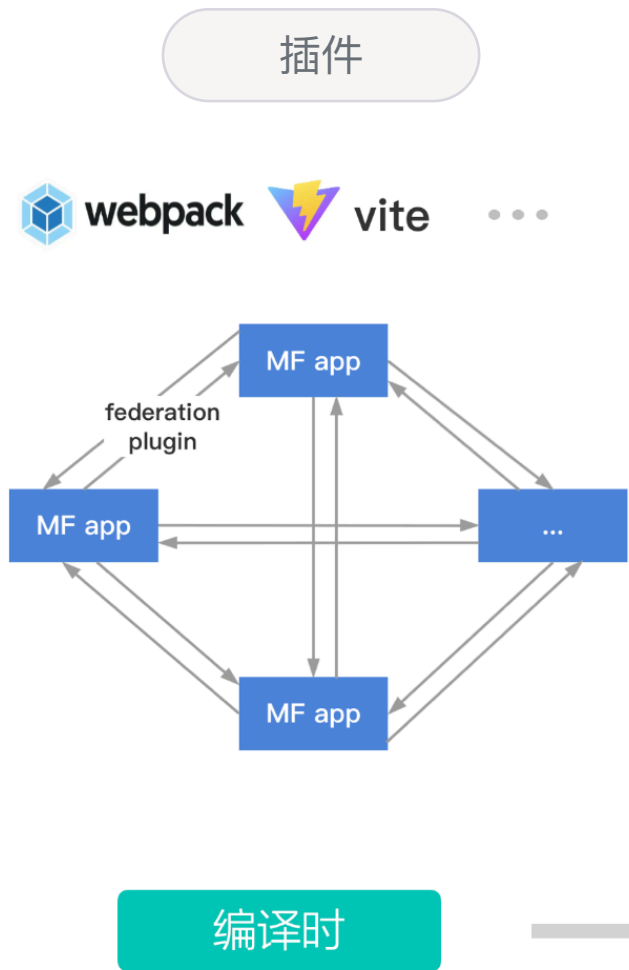 插件
webpack
vite
...
MF app
federation
plugin
MF app
...
MF app
编译时